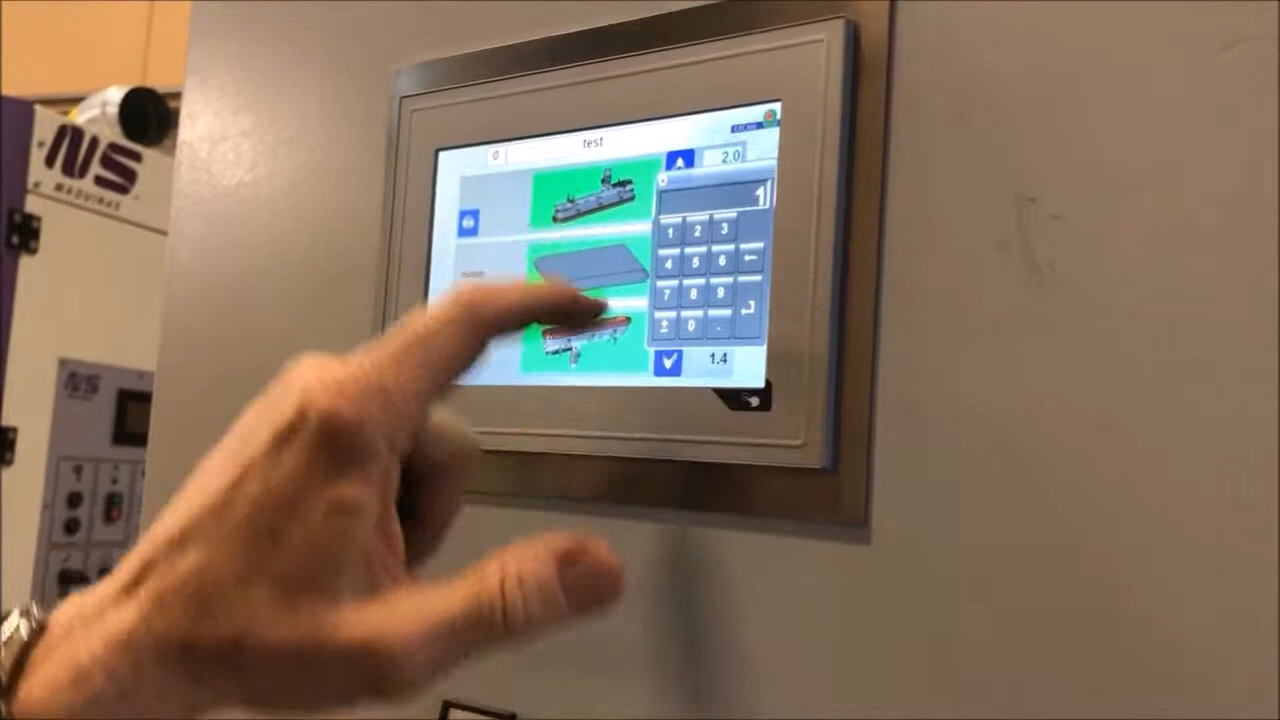 NS
MAQUINAS
0 test
2.0
1
1 2 3
4 5 6 ←
7 8 9
± 0 .
1.4
NS